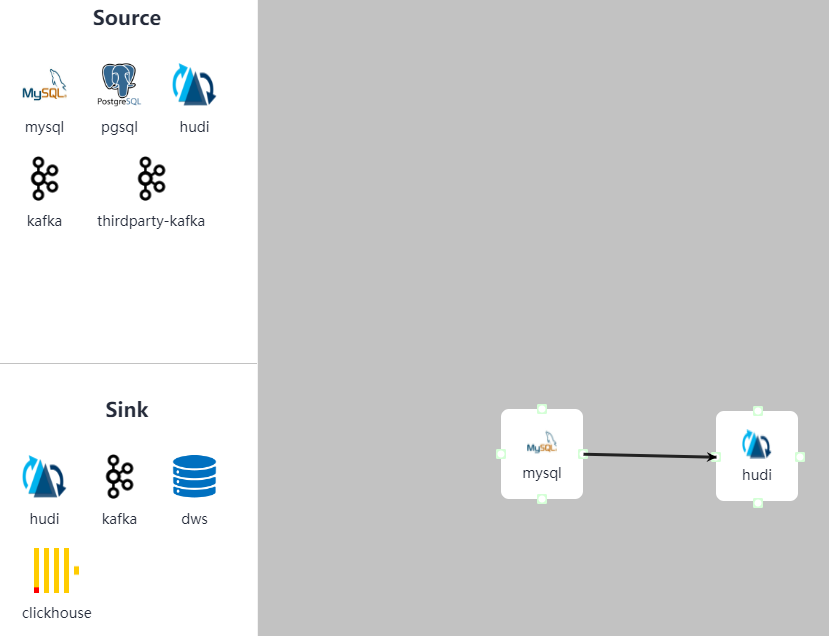 Source
MySQL
PostgreSQL
mysql
pgsql
hudi
kafka
thirdparty-kafka
Sink
hudi
kafka
dws
clickhouse
MySQL
mysql
hudi